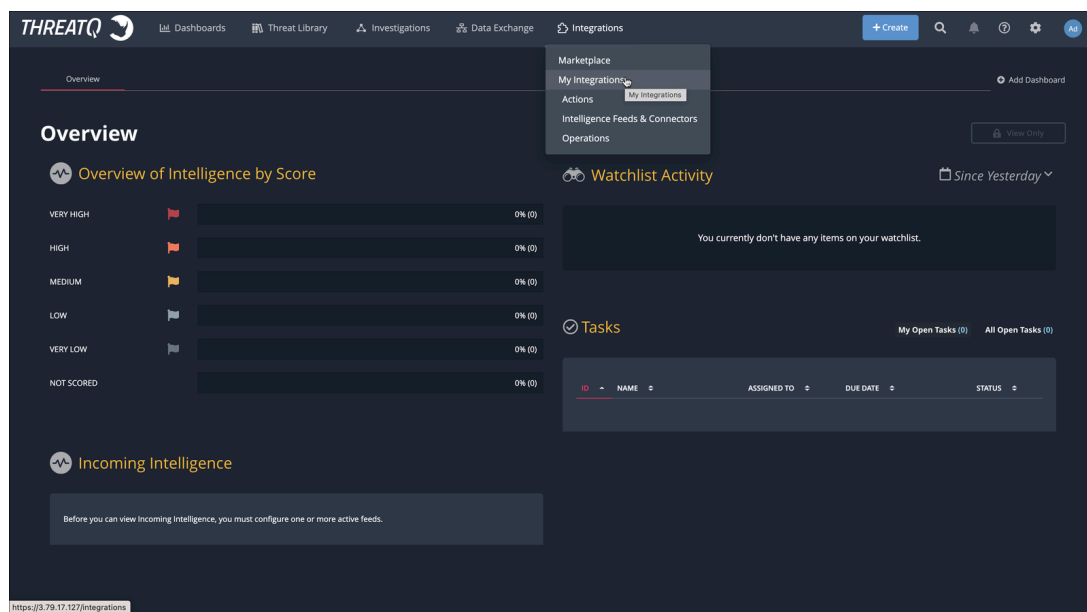 THREATQ
Dashboards
Threat Library
Investigations
Data Exchange
Integrations
+ Create
Ad
Marketplace
My Integrations
My Integrations
Actions
Intelligence Feeds & Connectors
Operations
Overview
Add Dashboard
Overview
View Only
Overview of Intelligence by Score
VERY HIGH 0% (0)
HIGH 0% (0)
MEDIUM 0% (0)
LOW 0% (0)
VERY LOW 0% (0)
NOT SCORED 0% (0)
Watchlist Activity
Since Yesterday
You currently don't have any items on your watchlist.
Tasks
My Open Tasks (0) All Open Tasks (0)
ID NAME ASSIGNED TO DUE DATE STATUS
Incoming Intelligence
Before you can view Incoming Intelligence, you must configure one or more active feeds.
https://3.79.17.127/integrations